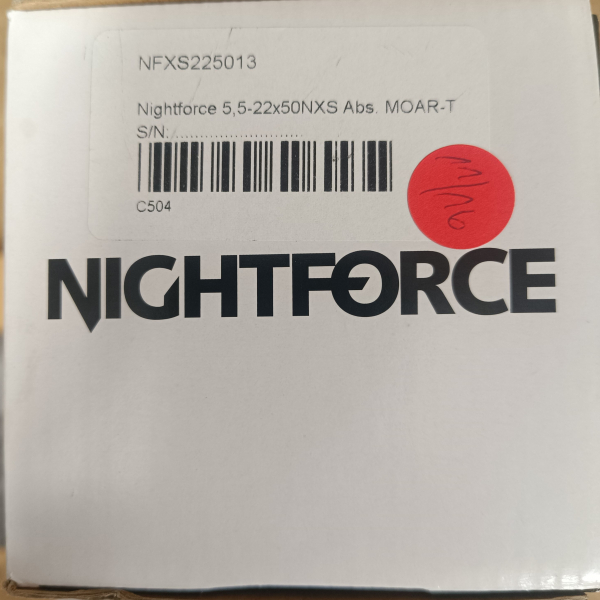 NFXS225013
Nightforce 5,5-22x50NXS Abs. MOAR-T
S/N:...........................
C504
NIGHTFORCE